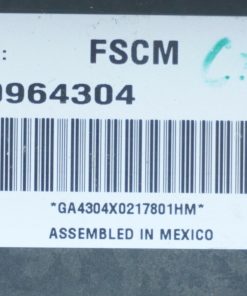 : FSCM
964304
*GA4304X0217801HM*
ASSEMBLED IN MEXICO